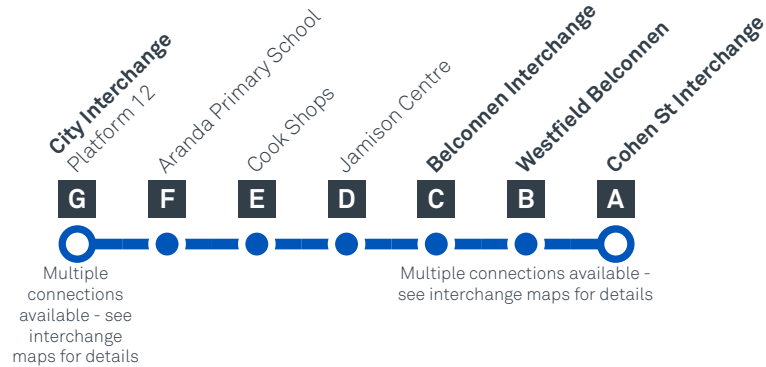 City Interchange
Platform 12
Aranda Primary School
Cook Shops
Jamison Centre
Belconnen Interchange
Westfield Belconnen
Cohen St Interchange
G
F
E
D
C
B
A
Multiple
connections
available - see
interchange
maps for details
Multiple connections available -
see interchange maps for details